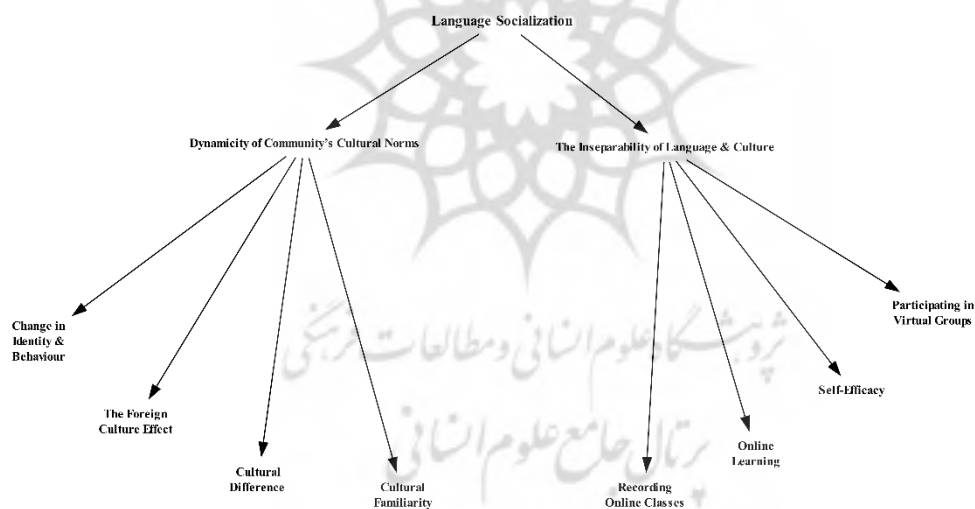 Language Socialization
Dynamicity of Community's Cultural Norms
The Inseparability of Language & Culture
Change in
Identity &
Behaviour
The Foreign
Culture Effect
Cultural
Difference
Cultural
Familiarity
Recording
Online Classes
Online
Learning
Self-Efficacy
Participating in
Virtual Groups
پژوهشگاه علوم انسانی و مطالعات فرهنگی
پرتال جامع علوم انسانی